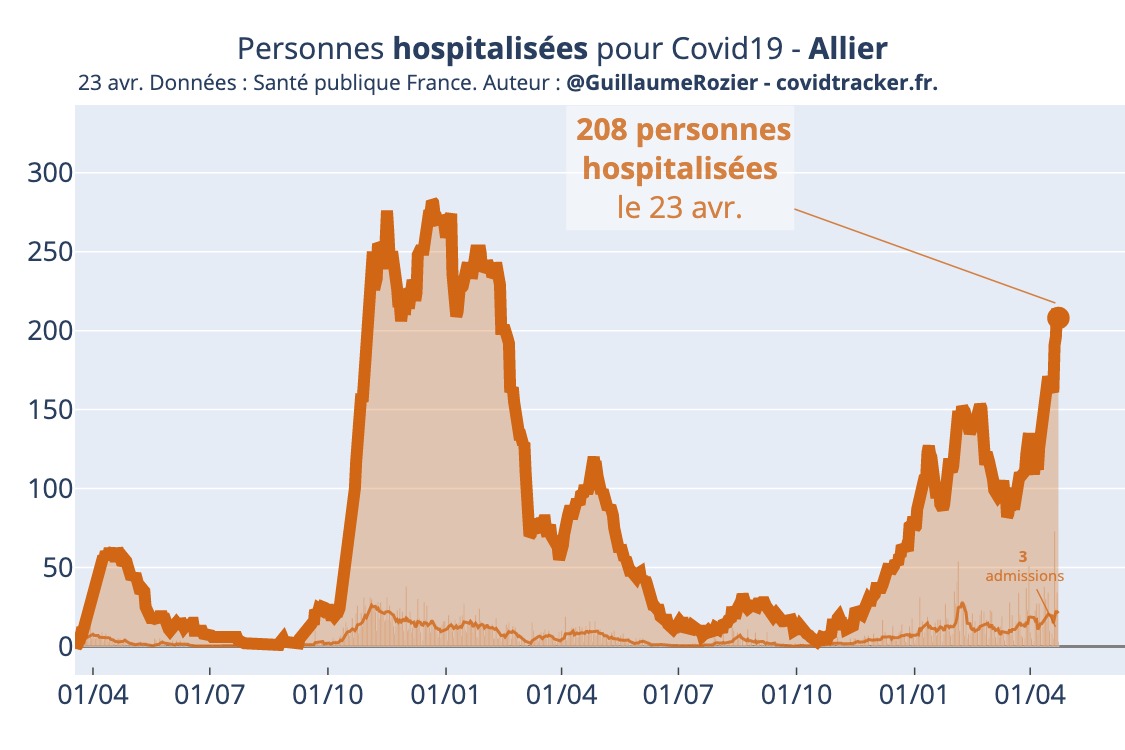 Personnes hospitalisées pour Covid19 - Allier
23 avr. Données : Santé publique France. Auteur : @GuillaumeRozier - covidtracker.fr.
208 personnes
hospitalisées
le 23 avr.
300
250
200
150
100
50
0
3
admissions
01/04
01/07
01/10
01/01
01/04
01/07
01/10
01/01
01/04